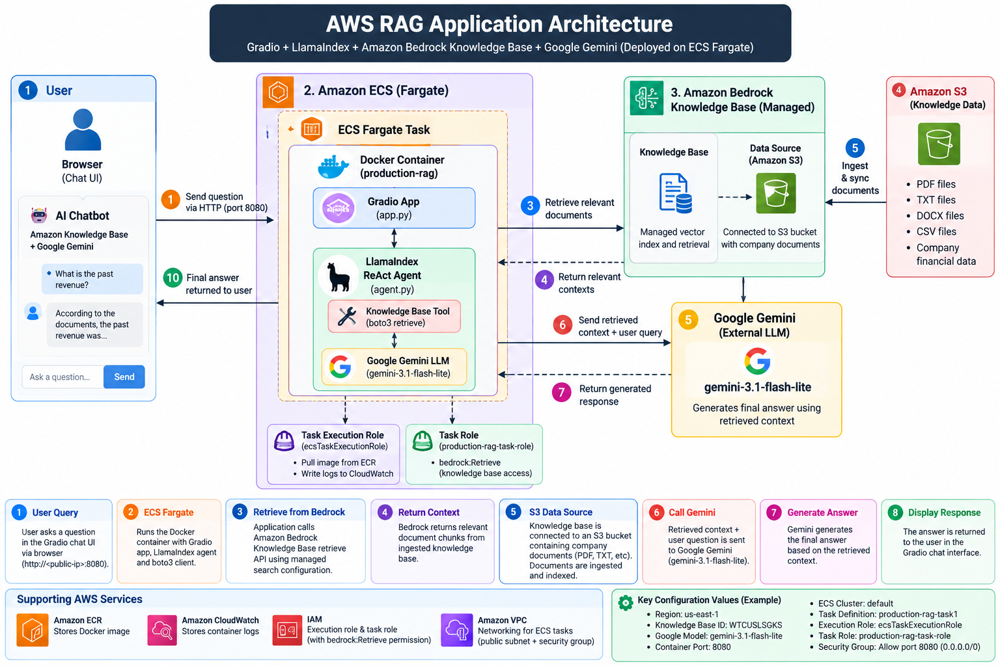 AWS RAG Application Architecture
Gradio + LlamaIndex + Amazon Bedrock Knowledge Base + Google Gemini (Deployed on ECS Fargate)
1 User
Browser
(Chat UI)
AI Chatbot
Amazon Knowledge Base
+ Google Gemini
What is the past
revenue?
According to the
documents, the past
revenue was...
Ask a question...
Send
1 Send question
via HTTP (port 8080)
10 Final answer
returned to user
2. Amazon ECS (Fargate)
ECS Fargate Task
Docker Container
(production-rag)
Gradio App
(app.py)
LlamaIndex
ReAct Agent
(agent.py)
Knowledge Base Tool
(boto3 retrieve)
Google Gemini LLM
(gemini-3.1-flash-lite)
Task Execution Role
(ecsTaskExecutionRole)
• Pull image from ECR
• Write logs to CloudWatch
Task Role
(production-rag-task-role)
• bedrock:Retrieve
(knowledge base access)
3 Retrieve relevant
documents
4 Return relevant
contexts
6 Send retrieved
context + user query
7 Return generated
response
3. Amazon Bedrock
Knowledge Base (Managed)
Knowledge Base
Managed vector
index and retrieval
Data Source
(Amazon S3)
Connected to S3 bucket
with company documents
5
Ingest
& sync
documents
4 Amazon S3
(Knowledge Data)
• PDF files
• TXT files
• DOCX files
• CSV files
• Company
financial data
5 Google Gemini
(External LLM)
gemini-3.1-flash-lite
Generates final answer using
retrieved context
1 User Query
User asks a question
in the Gradio chat UI
via browser
(http://<public-ip>:8080).
2 ECS Fargate
Runs the Docker
container with Gradio
app, LlamaIndex agent
and boto3 client.
3 Retrieve from Bedrock
Application calls
Amazon Bedrock
Knowledge Base retrieve
API using managed
search configuration.
4 Return Context
Bedrock returns relevant
document chunks from
ingested knowledge
base.
5 S3 Data Source
Knowledge base is
connected to an S3 bucket
containing company
documents (PDF, TXT, etc).
Documents are ingested
and indexed.
6 Call Gemini
Retrieved context +
user question is sent
to Google Gemini
(gemini-3.1-flash-lite).
7 Generate Answer
Gemini generates
the final answer
based on the retrieved
context.
8 Display Response
The answer is returned
to the user in the
Gradio chat interface.
Supporting AWS Services
Amazon ECR
Stores Docker image
Amazon CloudWatch
Stores container logs
IAM
Execution role & task role
(with bedrock:Retrieve permission)
Amazon VPC
Networking for ECS tasks
(public subnet + security group)
Key Configuration Values (Example)
• Region: us-east-1
• Knowledge Base ID: WTCUSLSGKS
• Google Model: gemini-3.1-flash-lite
• Container Port: 8080
• ECS Cluster: default
• Task Definition: production-rag-task1
• Execution Role: ecsTaskExecutionRole
• Task Role: production-rag-task-role
• Security Group: Allow port 8080 (0.0.0.0/0)